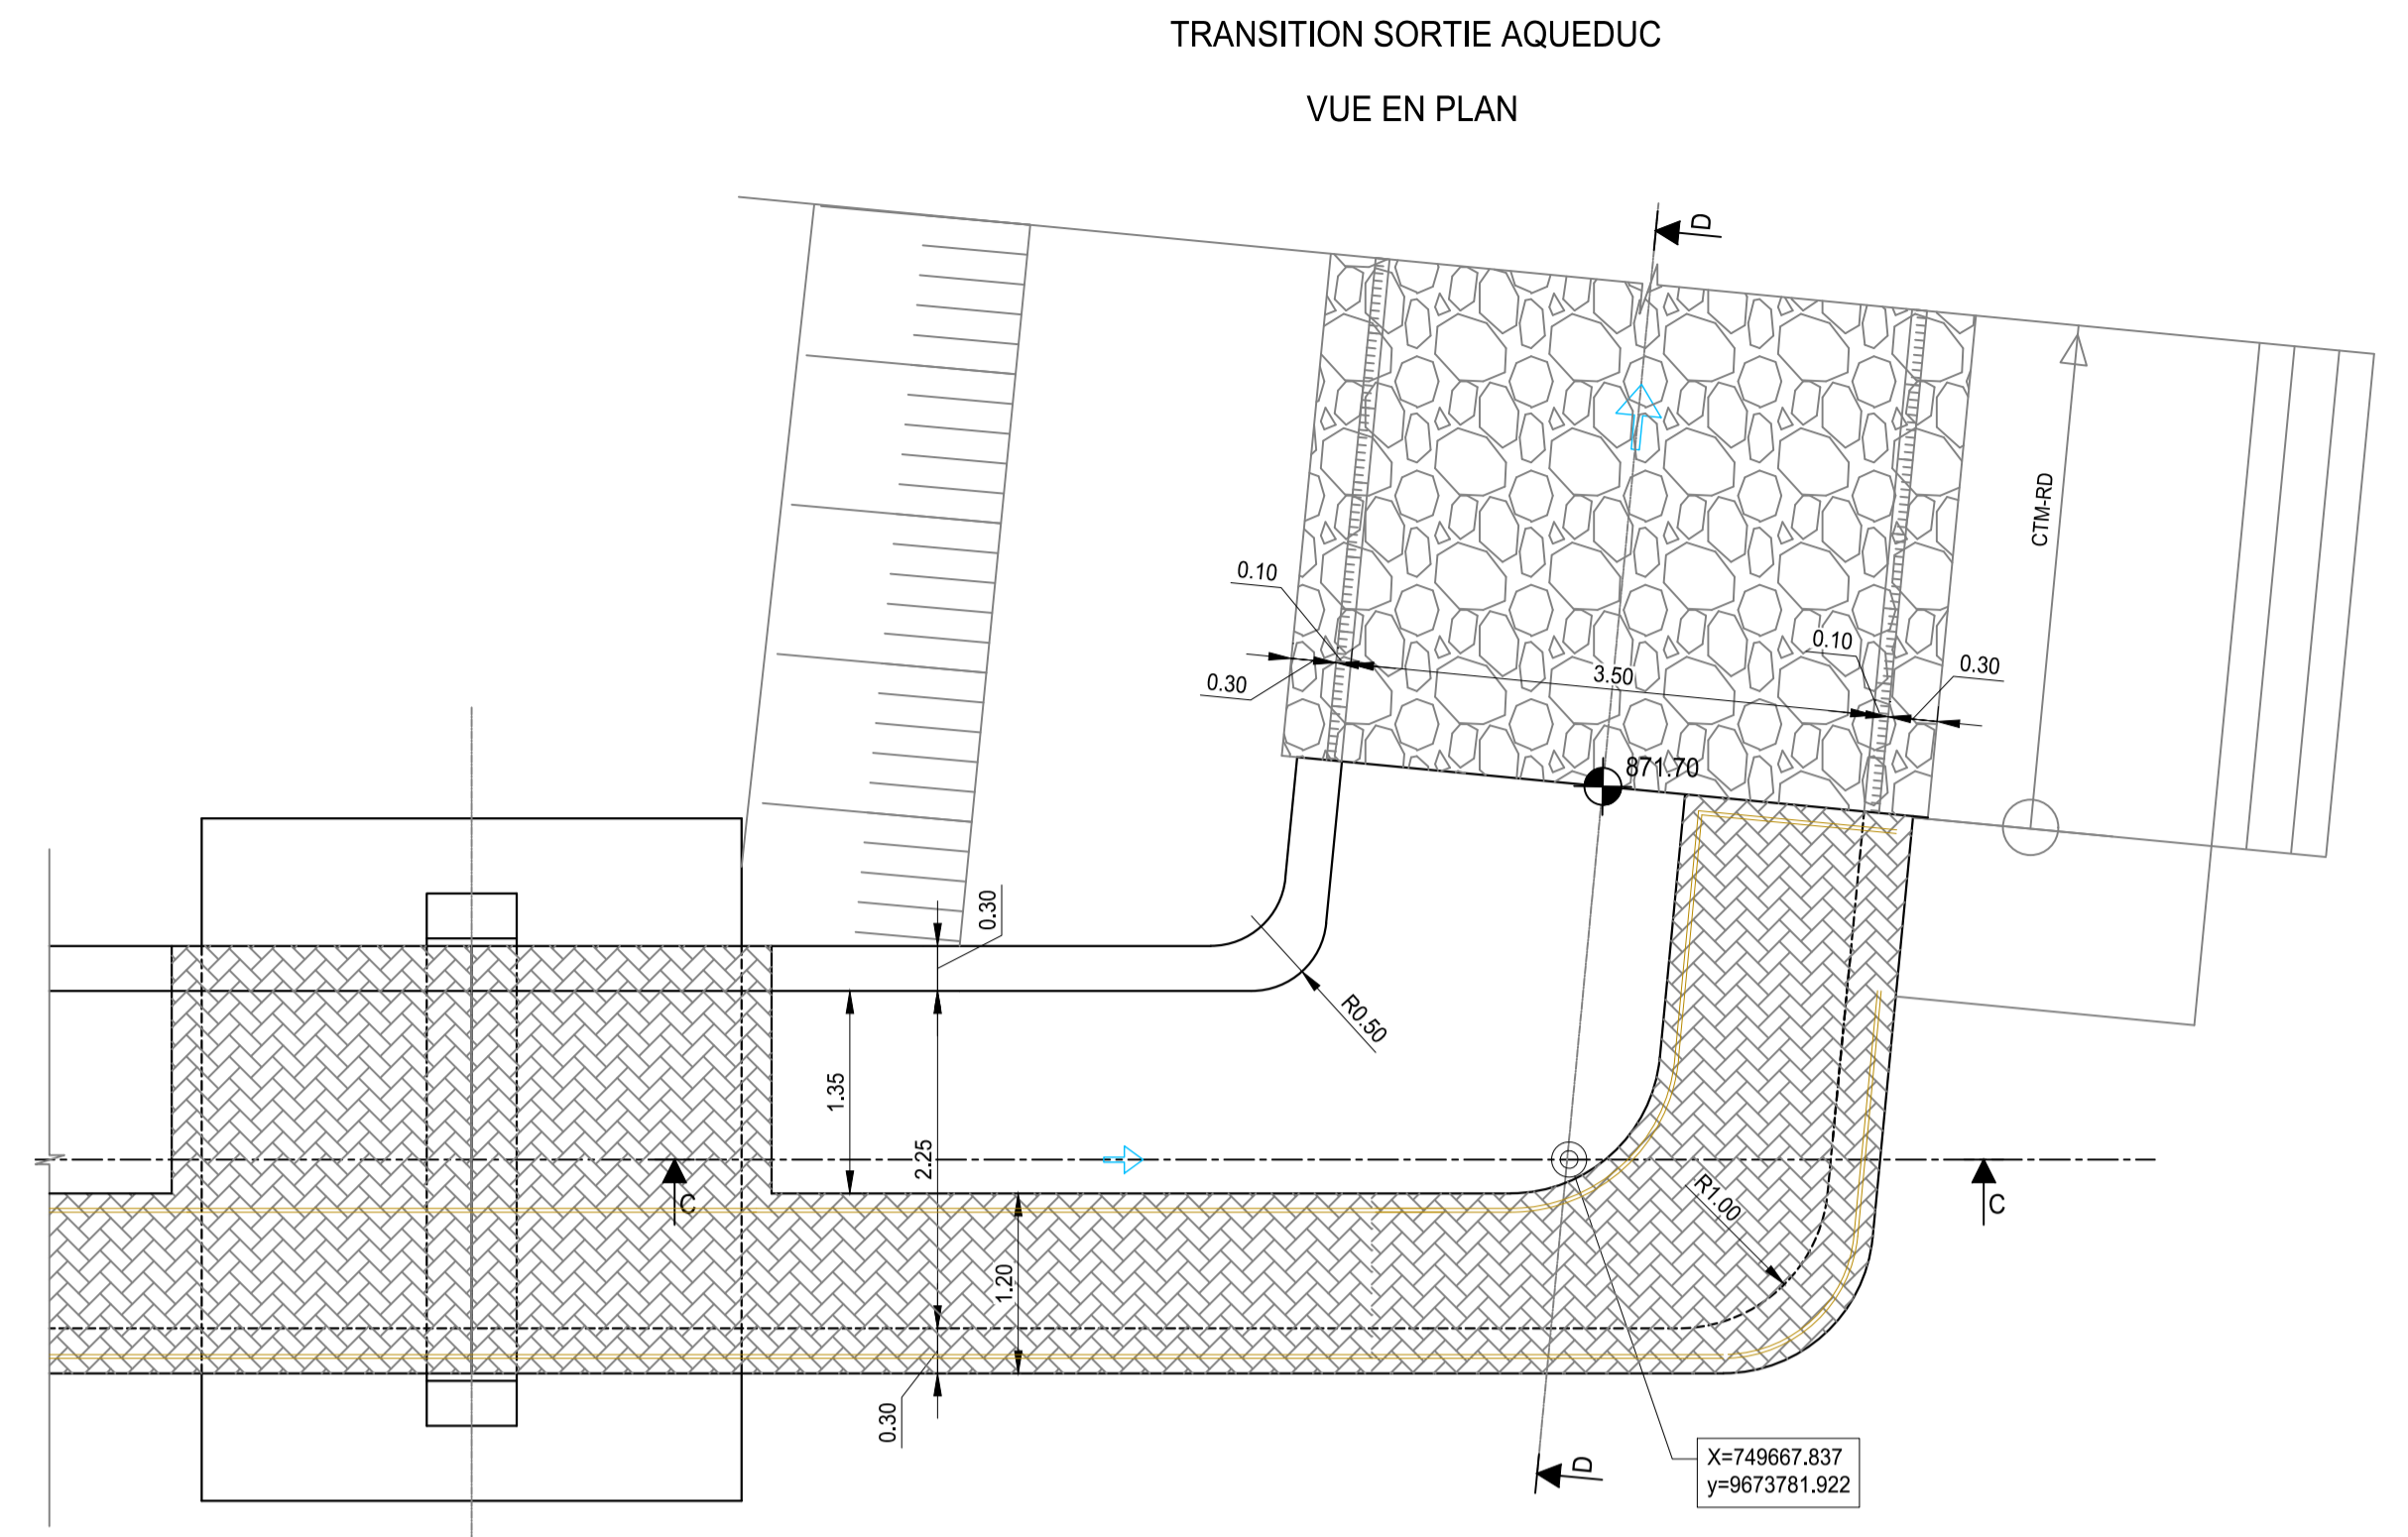 TRANSITION SORTIE AQUEDUC
VUE EN PLAN
D
CTM-RD
0.10
0.10
0.30
3.50
0.30
871.70
0.30
R0.50
1.35
2.25
R1.00
C
C
1.20
0.30
D
X=749667.837
y=9673781.922